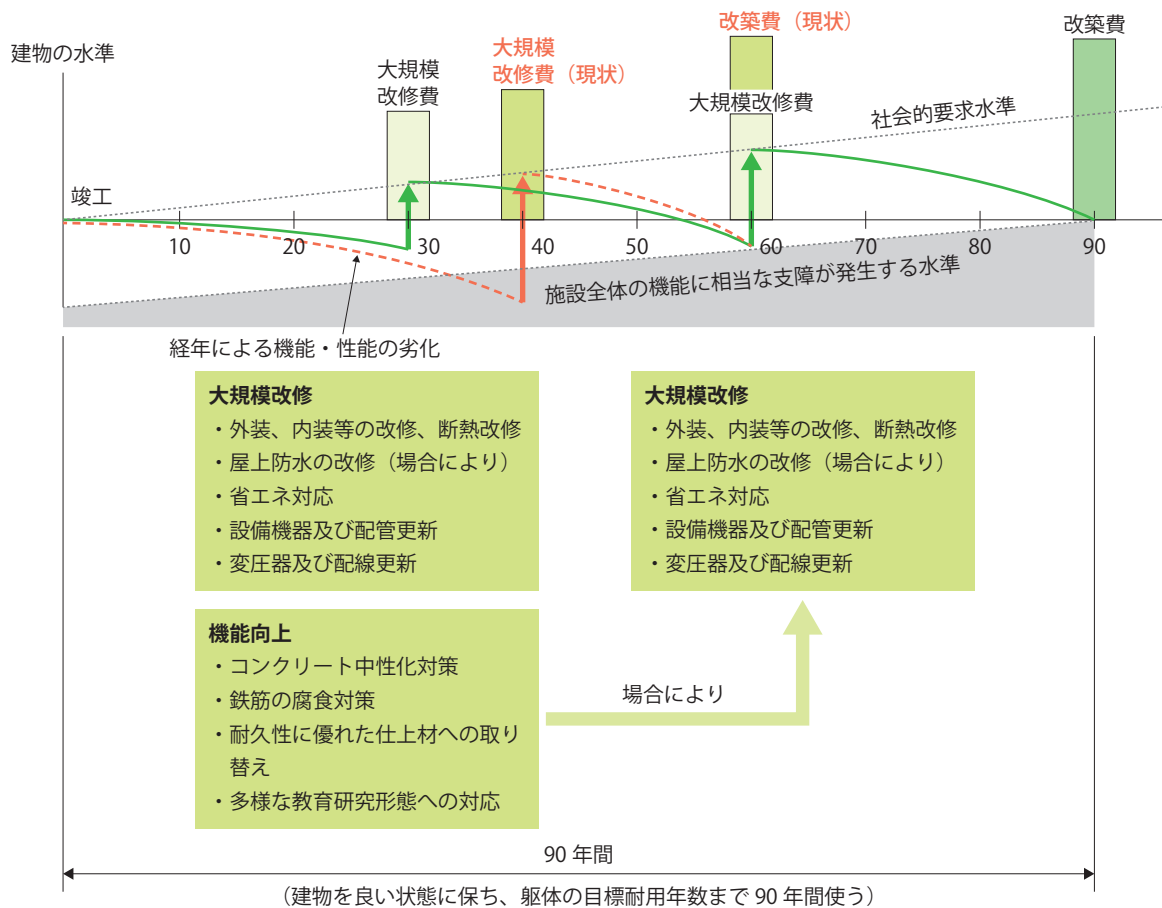 建物の水準
大規模
改修費
大規模
改修費（現状）
改築費（現状）
大規模改修費
改築費
社会的要求水準
竣工
10
20
30
40
50
60
70
80
90
施設全体の機能に相当な支障が発生する水準
経年による機能・性能の劣化
大規模改修
・外装、内装等の改修、断熱改修
・屋上防水の改修（場合により）
・省エネ対応
・設備機器及び配管更新
・変圧器及び配線更新
大規模改修
・外装、内装等の改修、断熱改修
・屋上防水の改修（場合により）
・省エネ対応
・設備機器及び配管更新
・変圧器及び配線更新
機能向上
・コンクリート中性化対策
・鉄筋の腐食対策
・耐久性に優れた仕上材への取り
替え
・多様な教育研究形態への対応
場合により
90 年間
（建物を良い状態に保ち、躯体の目標耐用年数まで 90 年間使う）